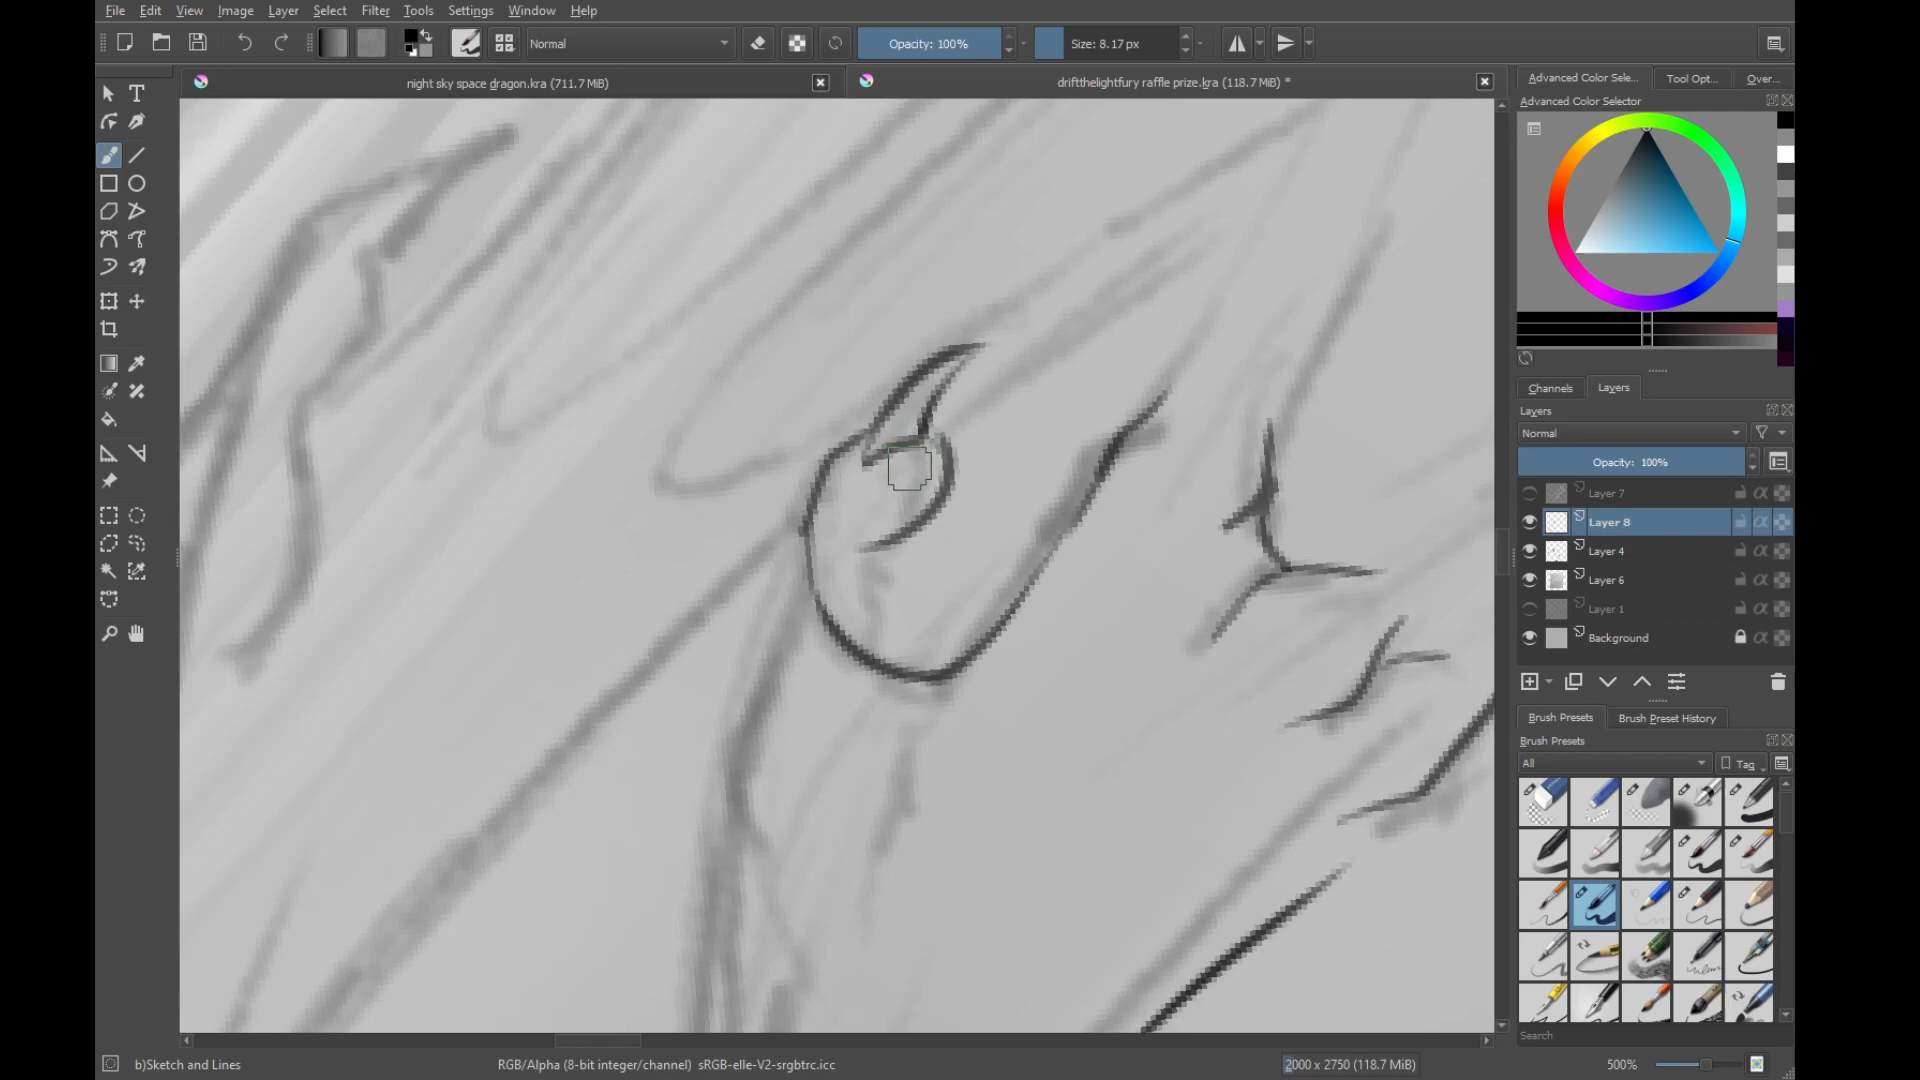 File Edit View Image Layer Select Filter Tools Settings Window Help
Normal
Opacity: 100%
Size: 8.17 px
night sky space dragon.kra (711.7 MiB)
driftthelightfury raffle prize.kra (118.7 MiB) *
Advanced Color Sele... Tool Opt... Over...
Advanced Color Selector
Channels Layers
Layers
Normal
Opacity: 100%
Layer 7
Layer 8
Layer 4
Layer 6
Layer 1
Background
Brush Presets Brush Preset History
Brush Presets
All
Tag
Search
b)Sketch and Lines
RGB/Alpha (8-bit integer/channel) sRGB-elle-V2-srgbtrc.icc
2000 x 2750 (118.7 MiB)
500%